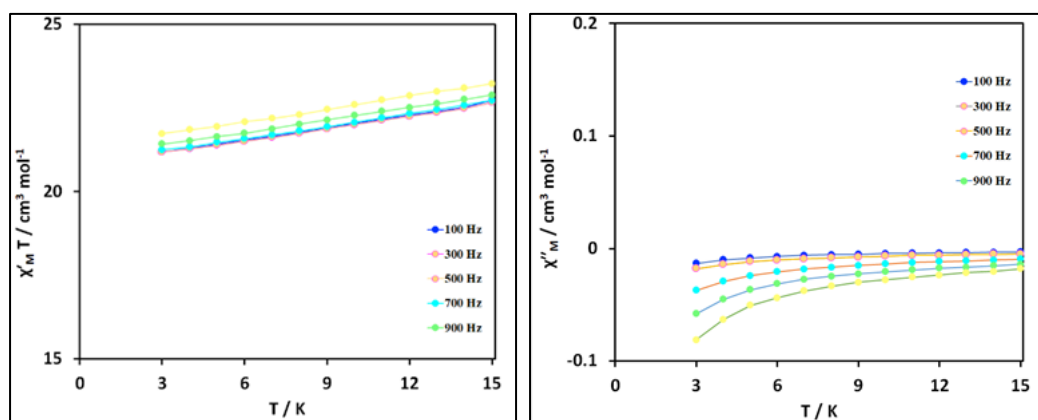 25
20
15
0
3
6
9
12
15
χ'M T / cm³ mol⁻¹
T / K
100 Hz
300 Hz
500 Hz
700 Hz
900 Hz
0.2
0.1
0
-0.1
0
3
6
9
12
15
χ''M / cm³ mol⁻¹
T / K
100 Hz
300 Hz
500 Hz
700 Hz
900 Hz